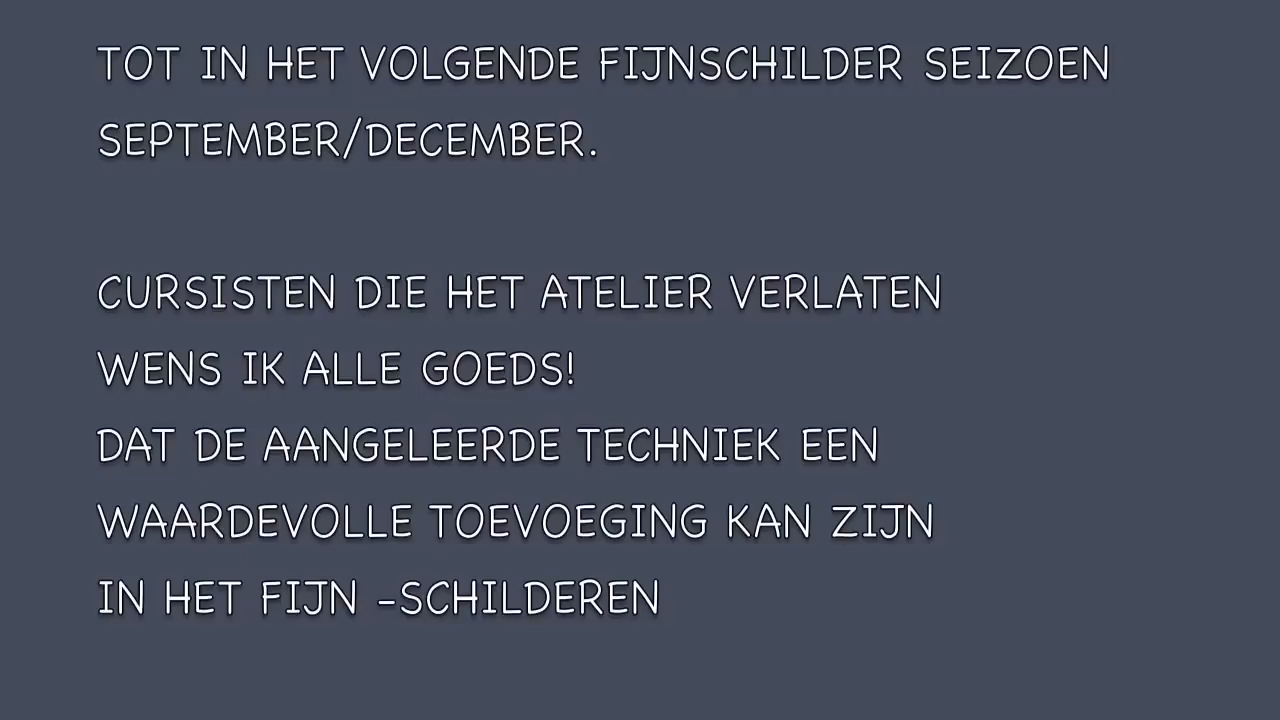 TOT IN HET VOLGENDE FIJNSCHILDER SEIZOEN
SEPTEMBER/DECEMBER.
CURSISTEN DIE HET ATELIER VERLATEN
WENS IK ALLE GOEDS!
DAT DE AANGELEERDE TECHNIEK EEN
WAARDEVOLLE TOEVOEGING KAN ZIJN
IN HET FIJN -SCHILDEREN